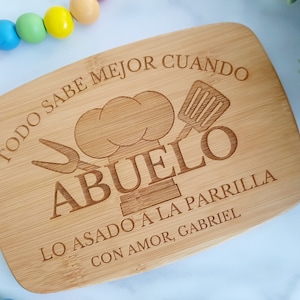 TODO SABE MEJOR CUANDO
ABUELO
LO ASADO A LA PARRILLA
CON AMOR, GABRIEL